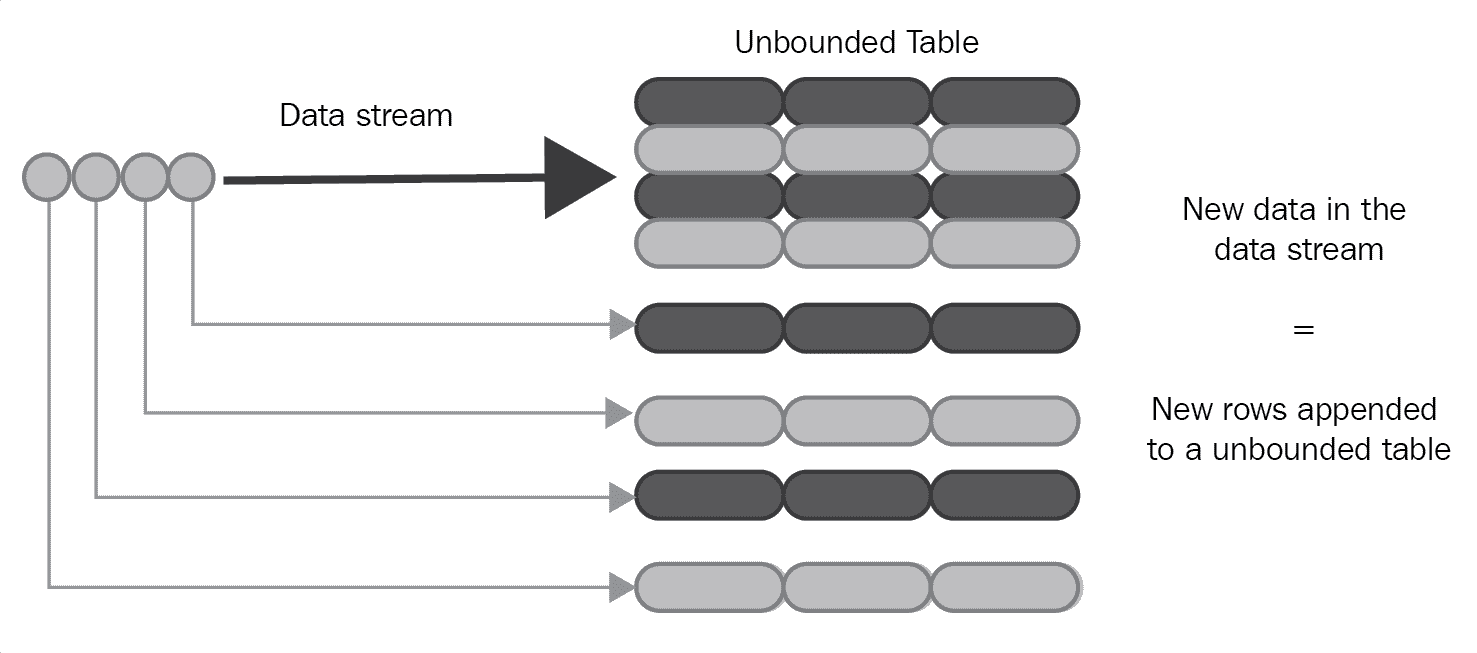 Unbounded Table
Data stream
New data in the
data stream
=
New rows appended
to a unbounded table